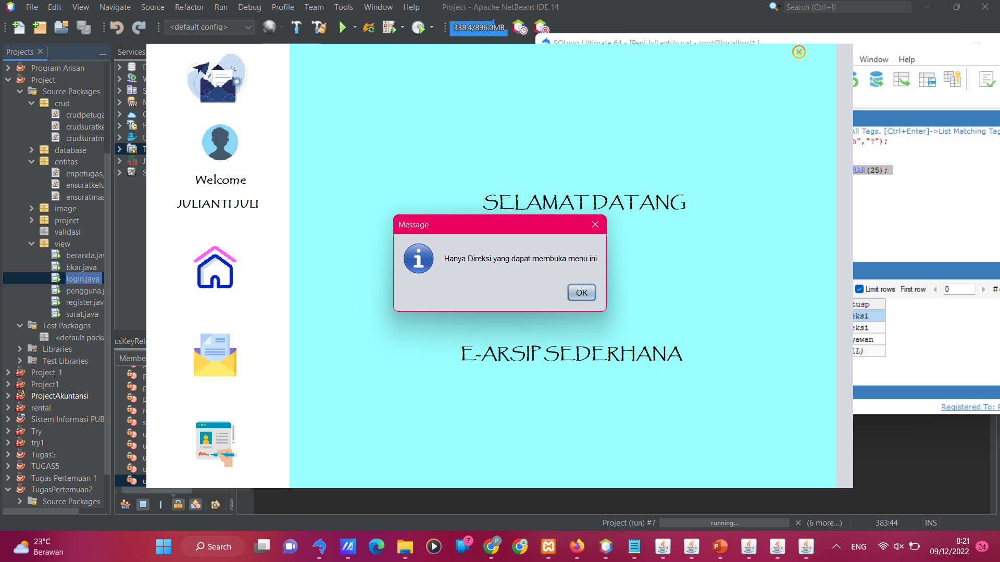 File Edit View Navigate Source Refactor Run Debug Profile Team Tools Window Help
Project - Apache NetBeans IDE 14
Search (Ctrl+I)
<default config>
338.4/896.0MB
Projects
Program Arisan
Project
Source Packages
crud
crudpetuga
crudsuratke
crudsuratm
database
entitas
enpetugas.
ensuratkelu
ensuratmas
image
project
validasi
view
beranda.jav
bkar.java
login.java
pengguna.j
register.jav
surat.java
Test Packages
<default packa
Libraries
Test Libraries
Project_1
Project1
ProjectAkuntansi
rental
Sistem Informasi PUB
Try
try1
Tugas5
TUGAS5
Tugas Pertemuan 1
TugasPertemuan2
Source Packages
Services
usKeyRele
Membe
Welcome
JULIANTI JULI
SELAMAT DATANG
Message
Hanya Direksi yang dapat membuka menu ini
OK
E-ARSIP SEDERHANA
SQLyog Ultimate 64 - [Peni Julianti/surat - root@localhost*]
Window Help
All Tags. [Ctrl+Enter]->List Matching Tag
n","?");
HAR(25);
Limit rows First row 0 #
tusp
eksi
eksi
yawan
LL)
Registered To:
Project (run) #7
running...
(6 more...)
383:44
INS
23°C
Berawan
Search
7
ENG
8:21
09/12/2022
24